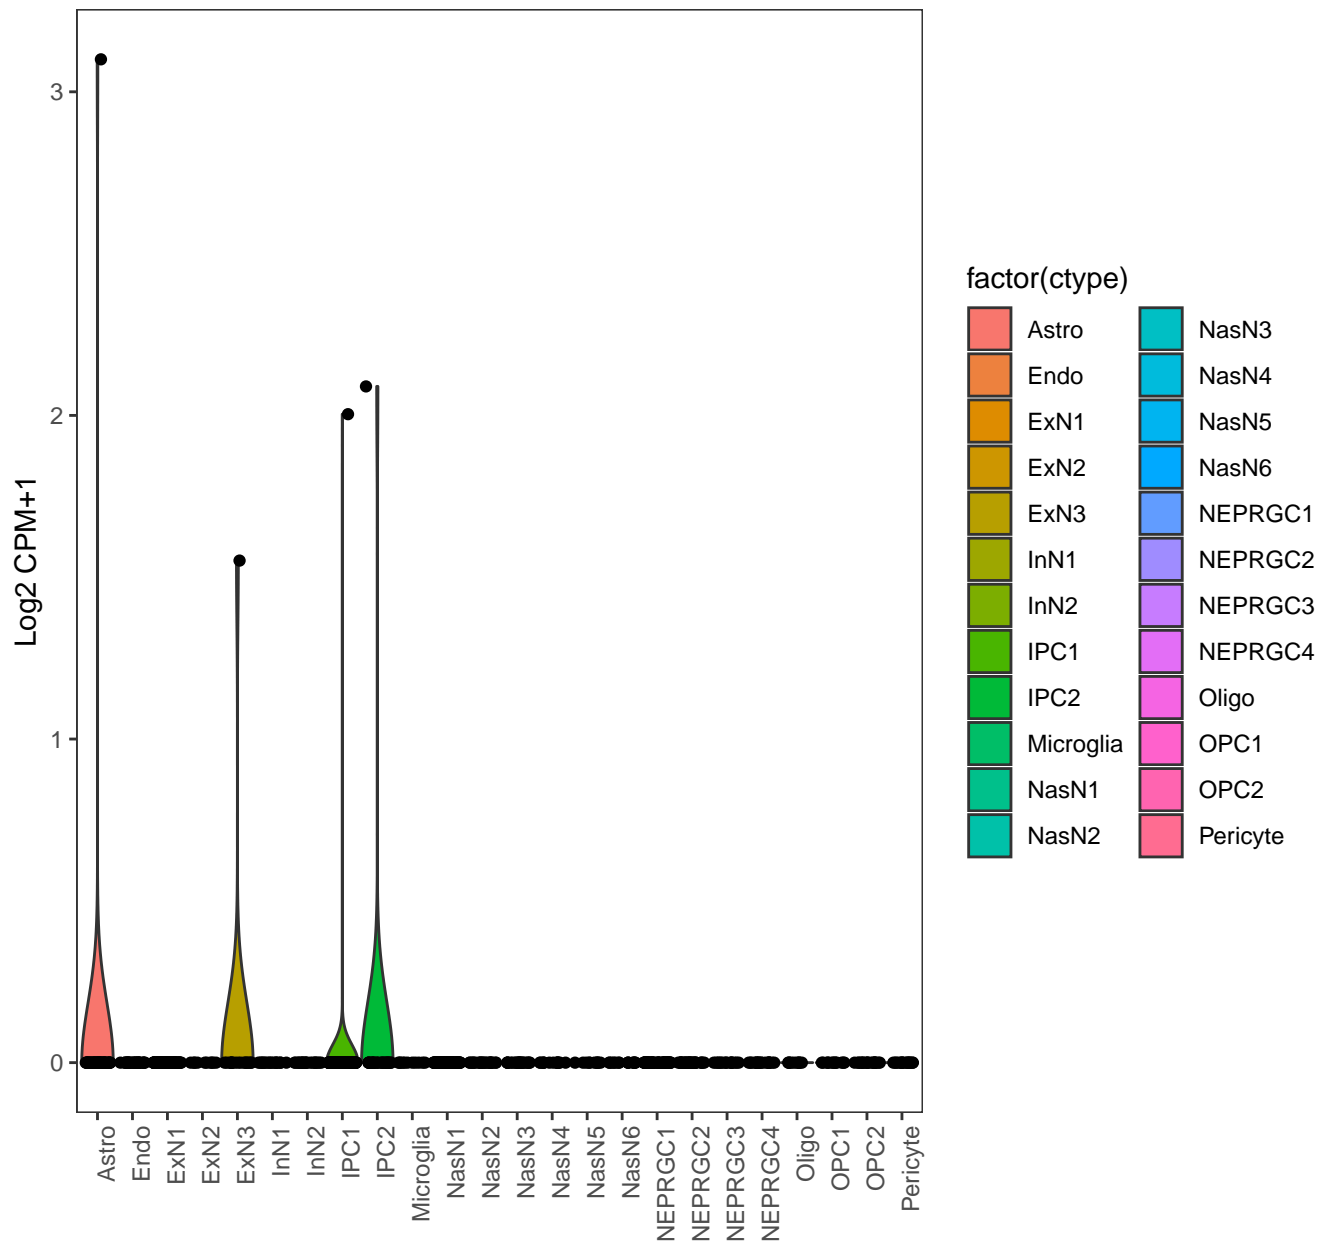 3
2
1
0
Log2 CPM+1
Astro
Endo
ExN1
ExN2
ExN3
InN1
InN2
IPC1
IPC2
Microglia
NasN1
NasN2
NasN3
NasN4
NasN5
NasN6
NEPRGC1
NEPRGC2
NEPRGC3
NEPRGC4
Oligo
OPC1
OPC2
Pericyte
factor(ctype)
Astro
Endo
ExN1
ExN2
ExN3
InN1
InN2
IPC1
IPC2
Microglia
NasN1
NasN2
NasN3
NasN4
NasN5
NasN6
NEPRGC1
NEPRGC2
NEPRGC3
NEPRGC4
Oligo
OPC1
OPC2
Pericyte